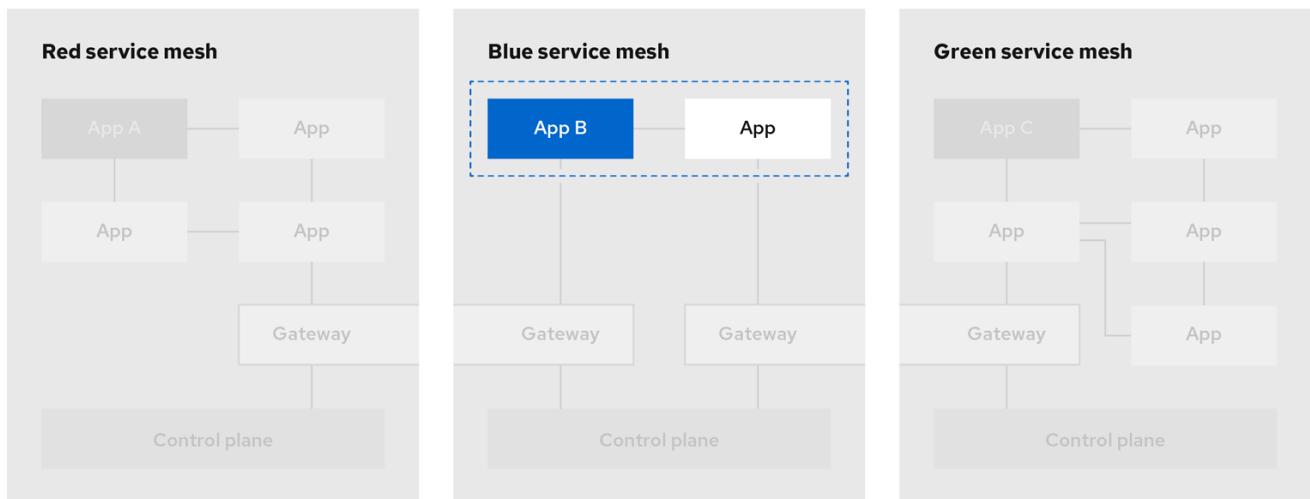 Red service mesh
App A
App
App
App
Gateway
Control plane
Blue service mesh
App B
App
Gateway
Gateway
Control plane
Green service mesh
App C
App
App
App
Gateway
App
Control plane